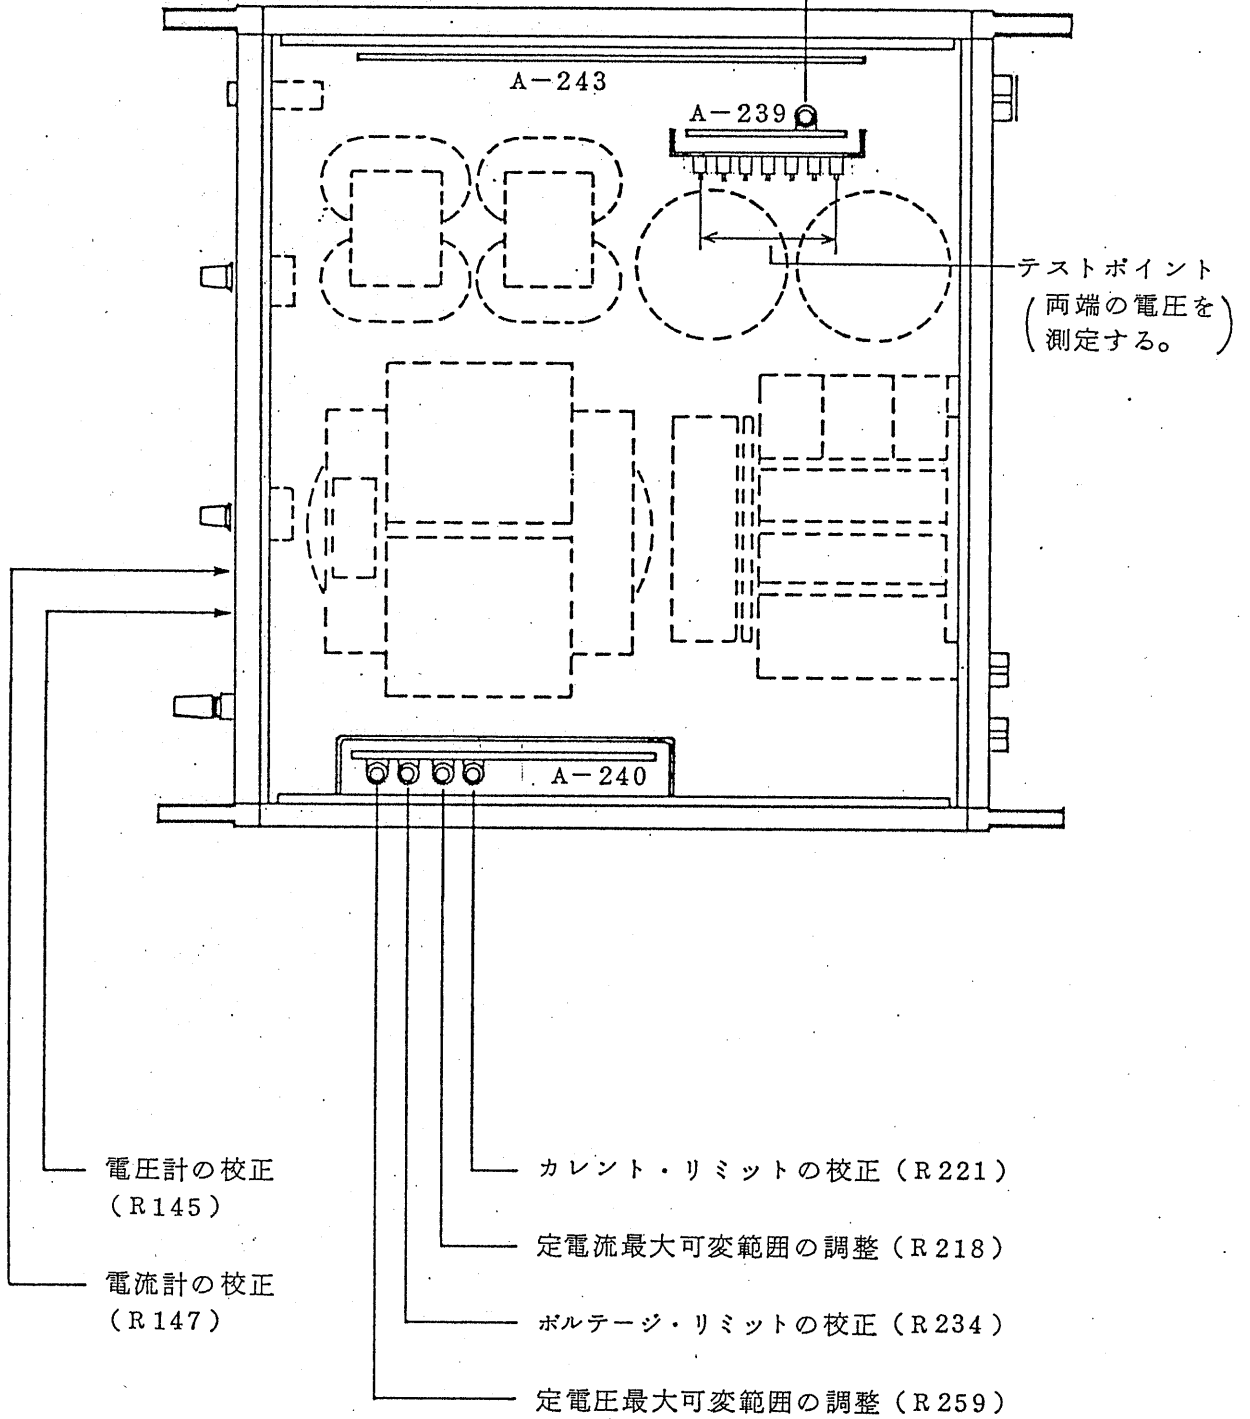 A-243
A-239
テストポイント
(両端の電圧を
測定する。)
A-240
電圧計の校正
(R145)
電流計の校正
(R147)
カレント・リミットの校正(R221)
定電流最大可変範囲の調整(R218)
ボルテージ・リミットの校正(R234)
定電圧最大可変範囲の調整(R259)